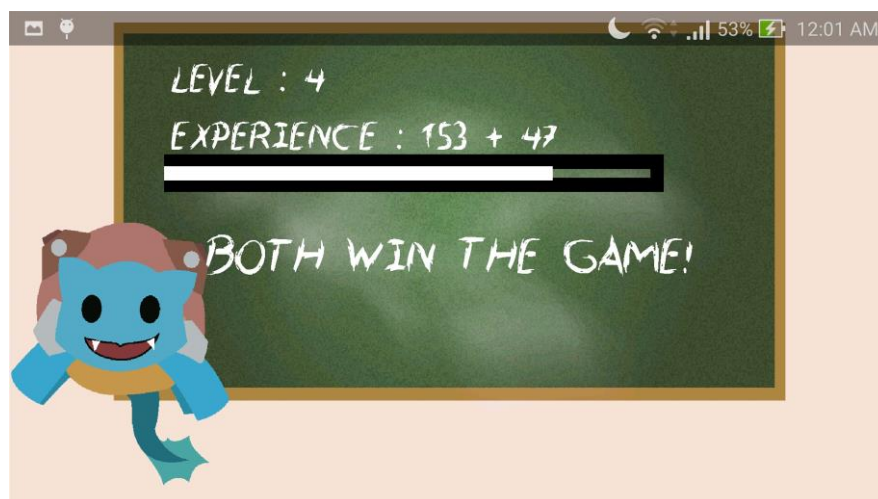 53% 12:01 AM
LEVEL : 4
EXPERIENCE : 153 + 47
BOTH WIN THE GAME!